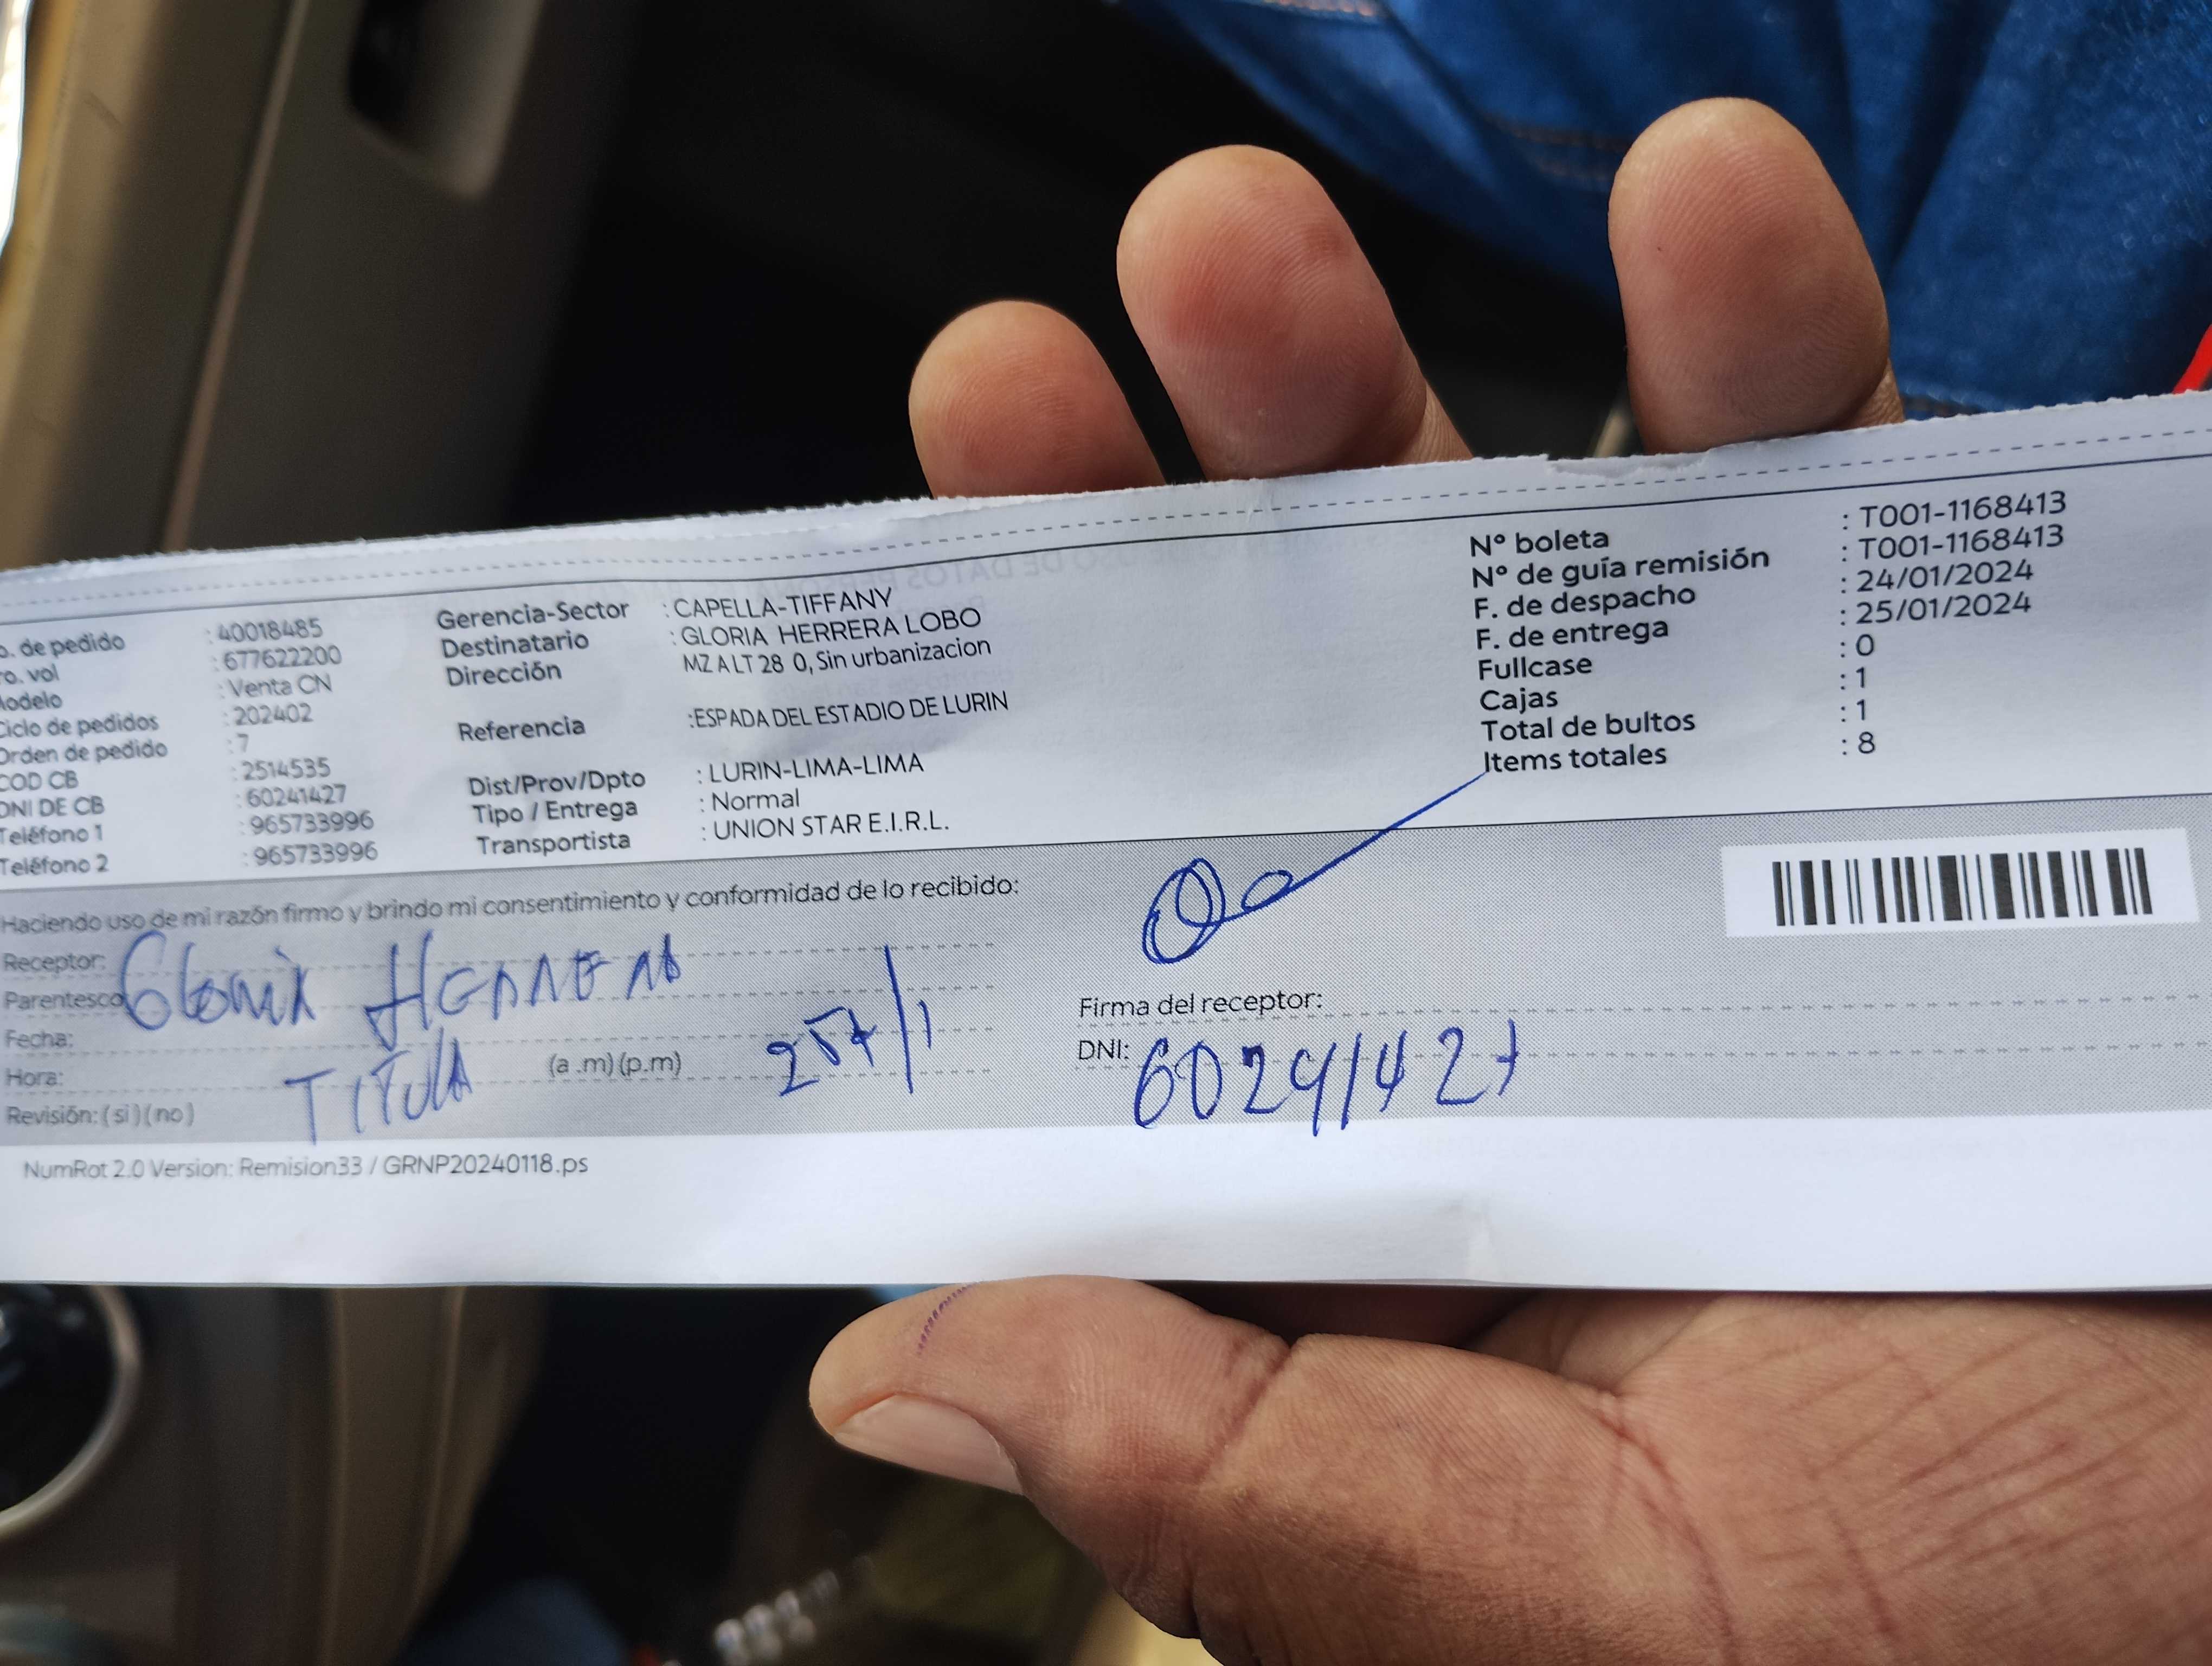 o. de pedido : 40018485
ro. vol : 677622200
Modelo : Venta CN
Ciclo de pedidos : 202402
Orden de pedido : 7
COD CB : 2514535
DNI DE CB : 60241427
Teléfono 1 : 965733996
Teléfono 2 : 965733996
Gerencia-Sector : CAPELLA-TIFFANY
Destinatario : GLORIA HERRERA LOBO
Dirección MZ A LT 28 0, Sin urbanizacion
Referencia :ESPADA DEL ESTADIO DE LURIN
Dist/Prov/Dpto : LURIN-LIMA-LIMA
Tipo / Entrega : Normal
Transportista : UNION STAR E.I.R.L.
N° boleta : T001-1168413
N° de guía remisión : T001-1168413
F. de despacho : 24/01/2024
F. de entrega : 25/01/2024
Fullcase : 0
Cajas : 1
Total de bultos : 1
Items totales : 8
Haciendo uso de mi razón firmo y brindo mi consentimiento y conformidad de lo recibido:
Receptor: Gloria Herrera
Parentesco
Fecha:
Hora: Titula (a .m) (p.m)
Revisión: ( si ) ( no )
Firma del receptor:
DNI: 60241427
NumRot 2.0 Version: Remision33 / GRNP20240118.ps